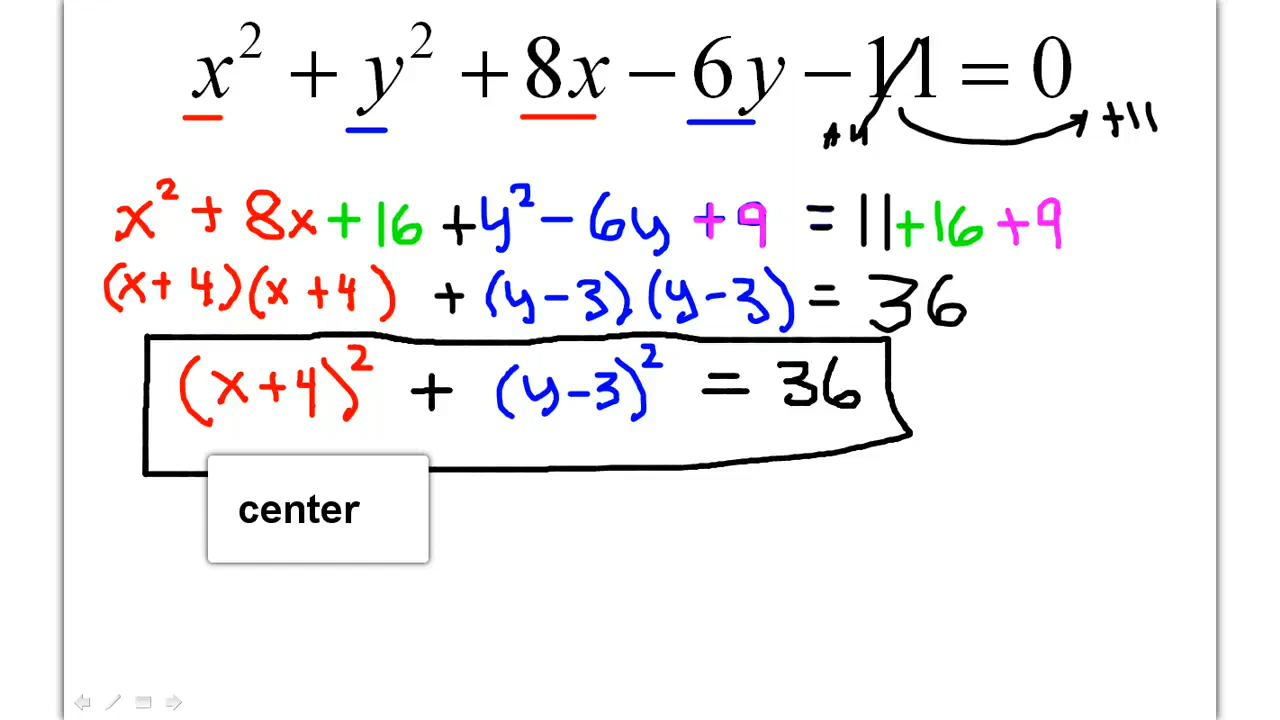 x² + y² + 8x − 6y − 11 = 0
+11 +11
x² + 8x + 16 + y² − 6y + 9 = 11 + 16 + 9
(x + 4)(x + 4) + (y − 3)(y − 3) = 36
(x + 4)² + (y − 3)² = 36
center